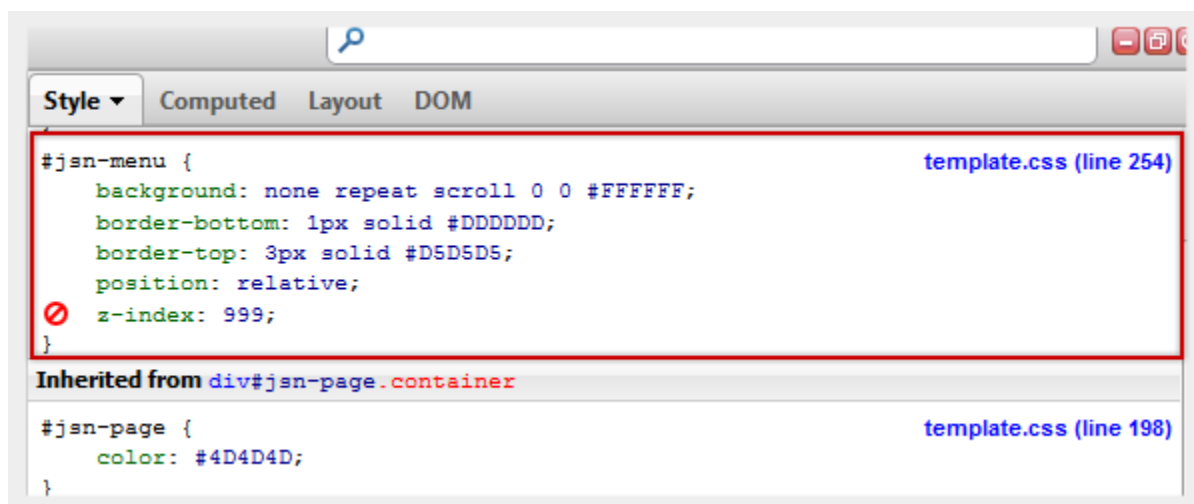 Style ▼ Computed Layout DOM
#jsn-menu { template.css (line 254)
background: none repeat scroll 0 0 #FFFFFF;
border-bottom: 1px solid #DDDDDD;
border-top: 3px solid #D5D5D5;
position: relative;
z-index: 999;
}
Inherited from div#jsn-page.container
#jsn-page { template.css (line 198)
color: #4D4D4D;
}